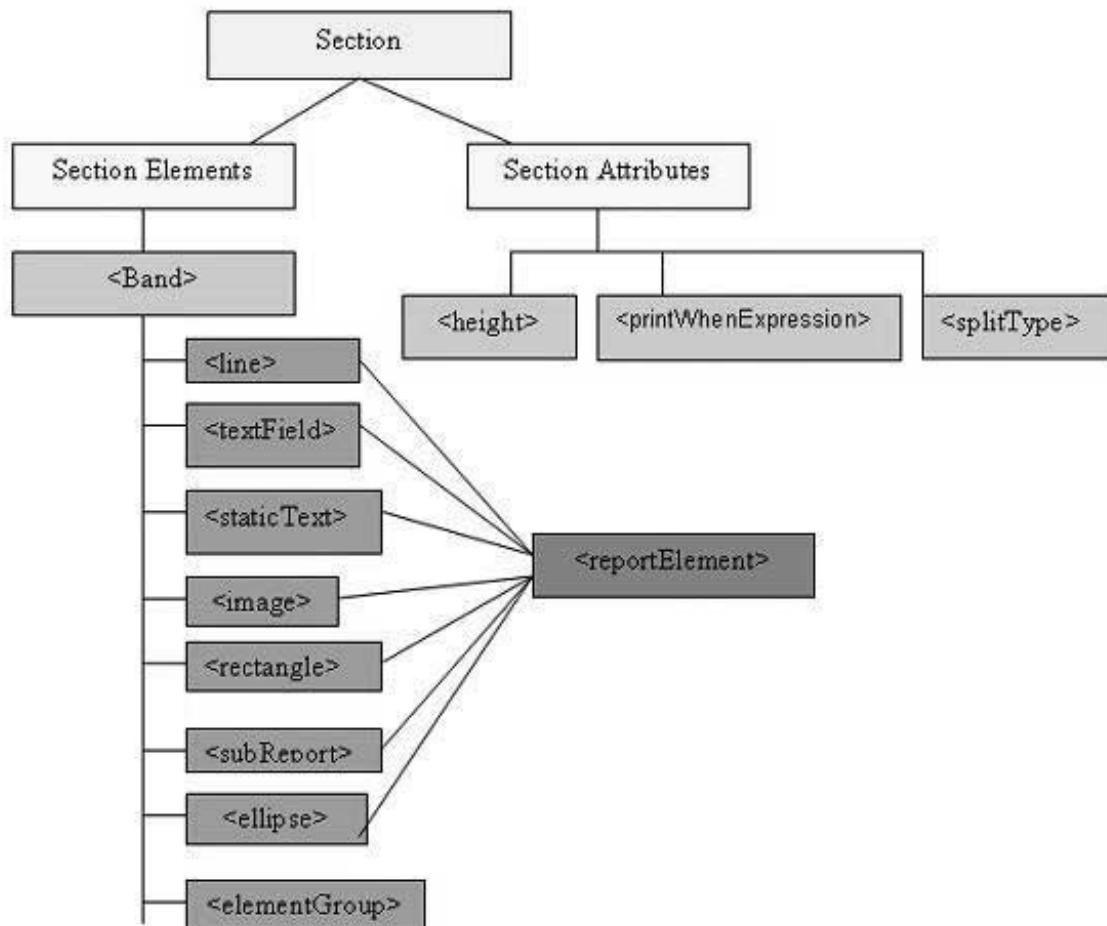 Section
Section Elements
Section Attributes
<Band>
<height>
<printWhenExpression>
<splitType>
<line>
<textField>
<staticText>
<reportElement>
<image>
<rectangle>
<subReport>
<ellipse>
<elementGroup>